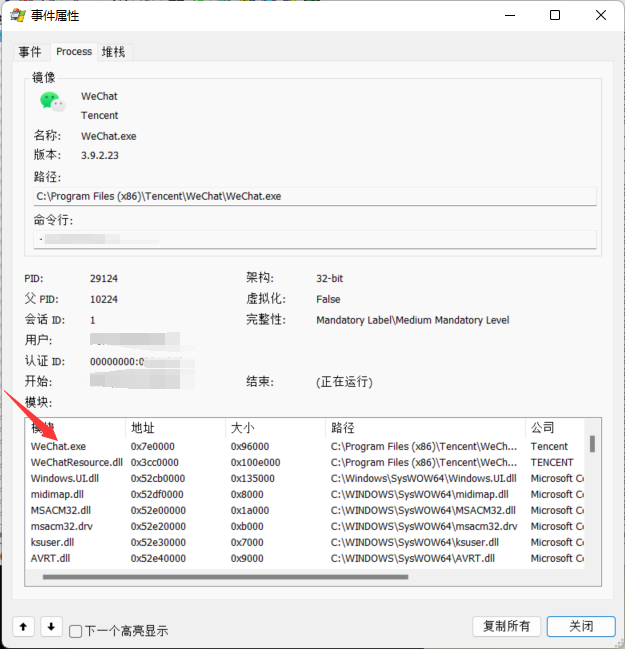 事件属性
事件 Process 堆栈
镜像
WeChat
Tencent
名称: WeChat.exe
版本: 3.9.2.23
路径:
C:\Program Files (x86)\Tencent\WeChat\WeChat.exe
命令行:
PID: 29124 架构: 32-bit
父 PID: 10224 虚拟化: False
会话 ID: 1 完整性: Mandatory Label\Medium Mandatory Level
用户:
认证 ID: 00000000:0
开始: 结束: (正在运行)
模块:
模块 地址 大小 路径 公司
WeChat.exe 0x7e0000 0x96000 C:\Program Files (x86)\Tencent\WeCh... Tencent
WeChatResource.dll 0x3cc0000 0x100e000 C:\Program Files (x86)\Tencent\WeCh... TENCENT
Windows.UI.dll 0x52cb0000 0x135000 C:\Windows\SysWOW64\Windows.UI.dll Microsoft Co
midimap.dll 0x52df0000 0x8000 C:\WINDOWS\SysWOW64\midimap.dll Microsoft Co
MSACM32.dll 0x52e00000 0x1a000 C:\WINDOWS\SysWOW64\MSACM32.dll Microsoft Co
msacm32.drv 0x52e20000 0xb000 C:\WINDOWS\SysWOW64\msacm32.drv Microsoft Co
ksuser.dll 0x52e30000 0x7000 C:\WINDOWS\SysWOW64\ksuser.dll Microsoft Co
AVRT.dll 0x52e40000 0x9000 C:\WINDOWS\SysWOW64\AVRT.dll Microsoft Co
下一个高亮显示 复制所有 关闭